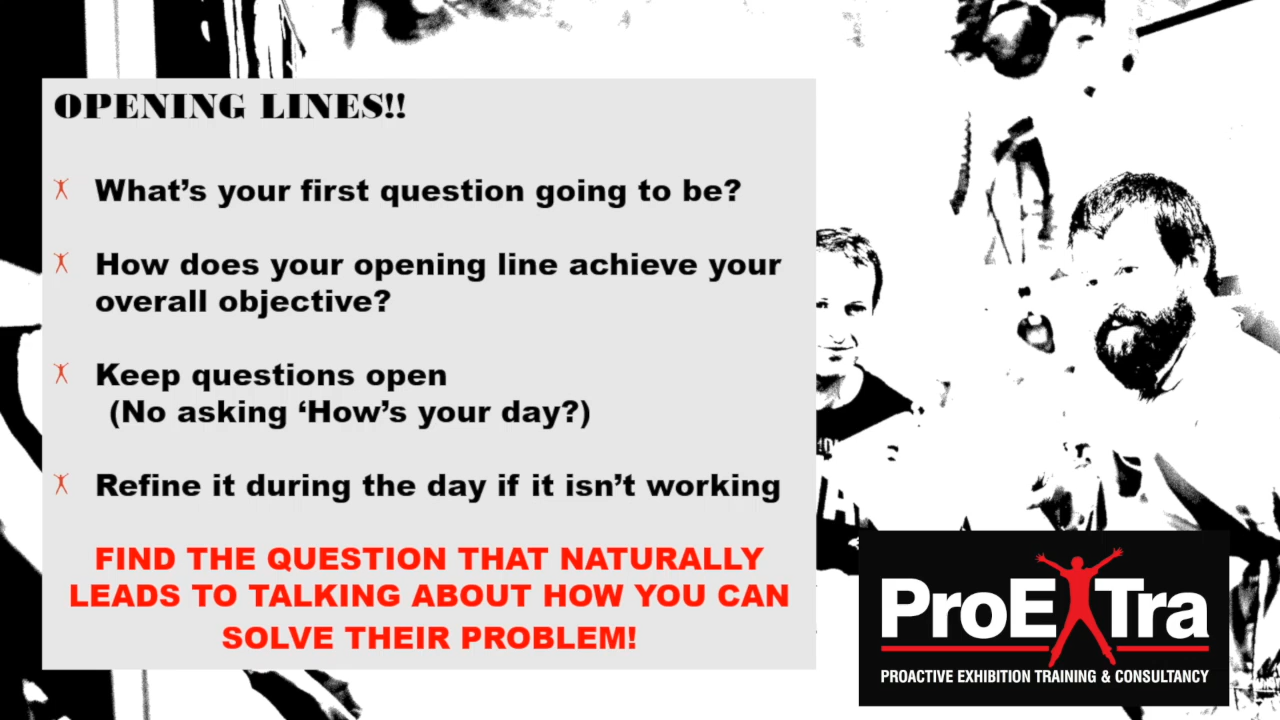 OPENING LINES!!
What’s your first question going to be?
How does your opening line achieve your
overall objective?
Keep questions open
(No asking ‘How’s your day?)
Refine it during the day if it isn’t working
FIND THE QUESTION THAT NATURALLY
LEADS TO TALKING ABOUT HOW YOU CAN
SOLVE THEIR PROBLEM!
ProEXTra
PROACTIVE EXHIBITION TRAINING & CONSULTANCY